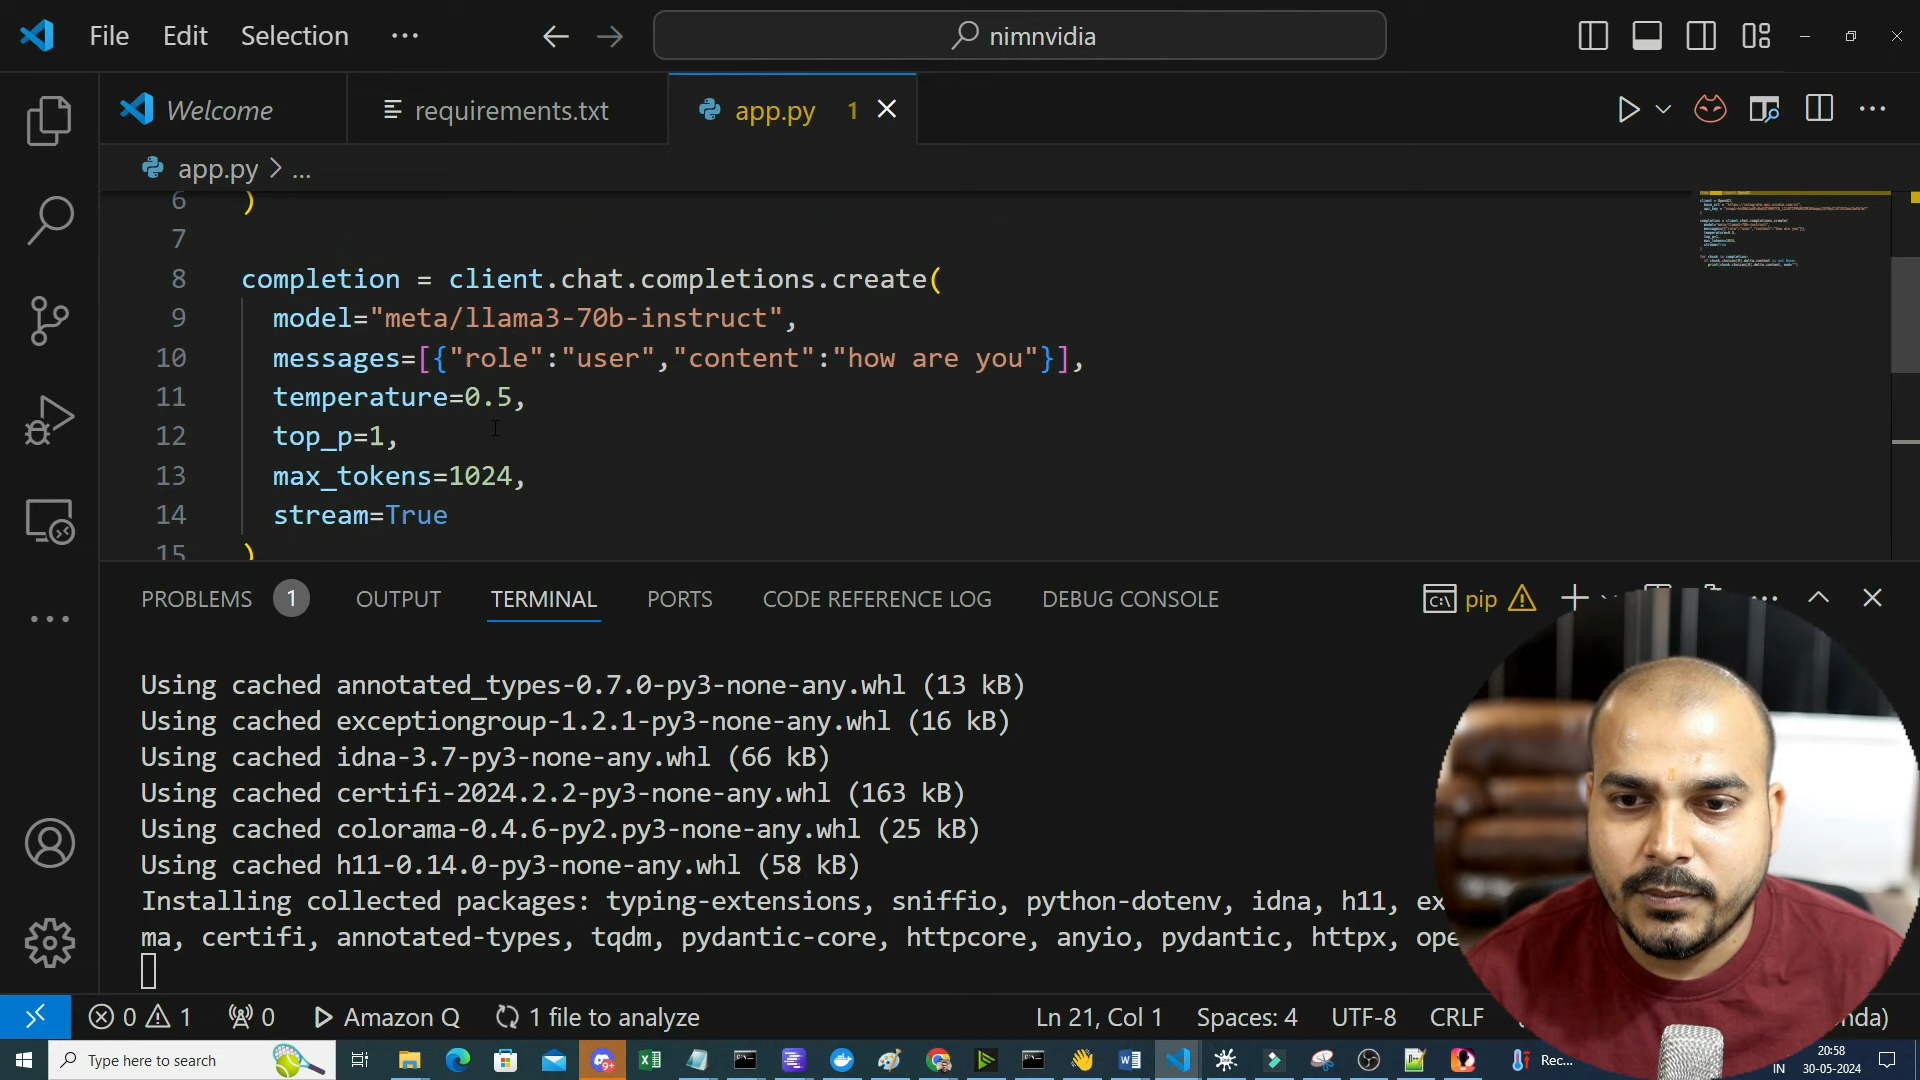 File Edit Selection ... nimnvidia
Welcome requirements.txt app.py 1
app.py > ...
6 )
7
8 completion = client.chat.completions.create(
9 model="meta/llama3-70b-instruct",
10 messages=[{"role":"user","content":"how are you"}],
11 temperature=0.5,
12 top_p=1,
13 max_tokens=1024,
14 stream=True
15 )
PROBLEMS 1 OUTPUT TERMINAL PORTS CODE REFERENCE LOG DEBUG CONSOLE pip
Using cached annotated_types-0.7.0-py3-none-any.whl (13 kB)
Using cached exceptiongroup-1.2.1-py3-none-any.whl (16 kB)
Using cached idna-3.7-py3-none-any.whl (66 kB)
Using cached certifi-2024.2.2-py3-none-any.whl (163 kB)
Using cached colorama-0.4.6-py2.py3-none-any.whl (25 kB)
Using cached h11-0.14.0-py3-none-any.whl (58 kB)
Installing collected packages: typing-extensions, sniffio, python-dotenv, idna, h11, ex
ma, certifi, annotated-types, tqdm, pydantic-core, httpcore, anyio, pydantic, httpx, ope
0 1 0 Amazon Q 1 file to analyze Ln 21, Col 1 Spaces: 4 UTF-8 CRLF nda)
Type here to search Rec... IN 20:58
30-05-2024